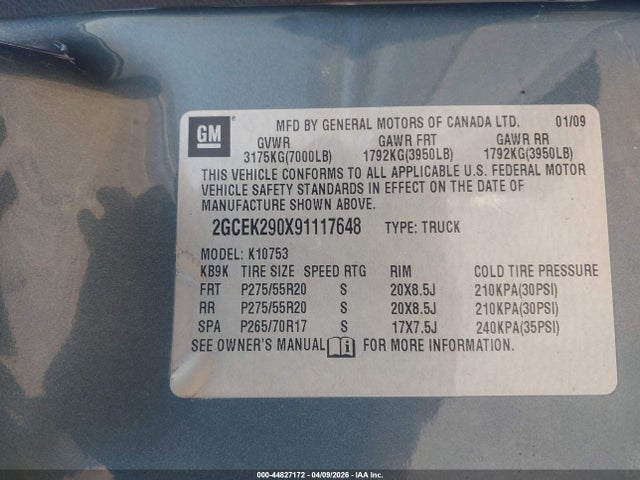 GM
MFD BY GENERAL MOTORS OF CANADA LTD. 01/09
GVWR GAWR FRT GAWR RR
3175KG(7000LB) 1792KG(3950LB) 1792KG(3950LB)
THIS VEHICLE CONFORMS TO ALL APPLICABLE U.S. FEDERAL MOTOR
VEHICLE SAFETY STANDARDS IN EFFECT ON THE DATE OF
MANUFACTURE SHOWN ABOVE.
2GCEK290X91117648 TYPE: TRUCK
MODEL: K10753
KB9K TIRE SIZE SPEED RTG RIM COLD TIRE PRESSURE
FRT P275/55R20 S 20X8.5J 210KPA(30PSI)
RR P275/55R20 S 20X8.5J 210KPA(30PSI)
SPA P265/70R17 S 17X7.5J 240KPA(35PSI)
SEE OWNER'S MANUAL i FOR MORE INFORMATION.
000-44827172 - 04/09/2026 - IAA Inc.